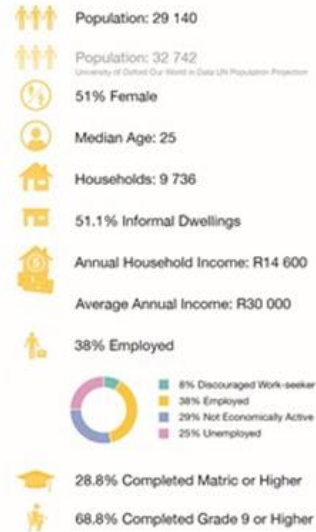 Population: 29 140
Population: 32 742
University of Oxford Our World in Data UN Population Projection
51% Female
Median Age: 25
Households: 9 736
51.1% Informal Dwellings
Annual Household Income: R14 600
Average Annual Income: R30 000
38% Employed
8% Discouraged Work-seeker
38% Employed
29% Not Economically Active
25% Unemployed
28.8% Completed Matric or Higher
68.8% Completed Grade 9 or Higher